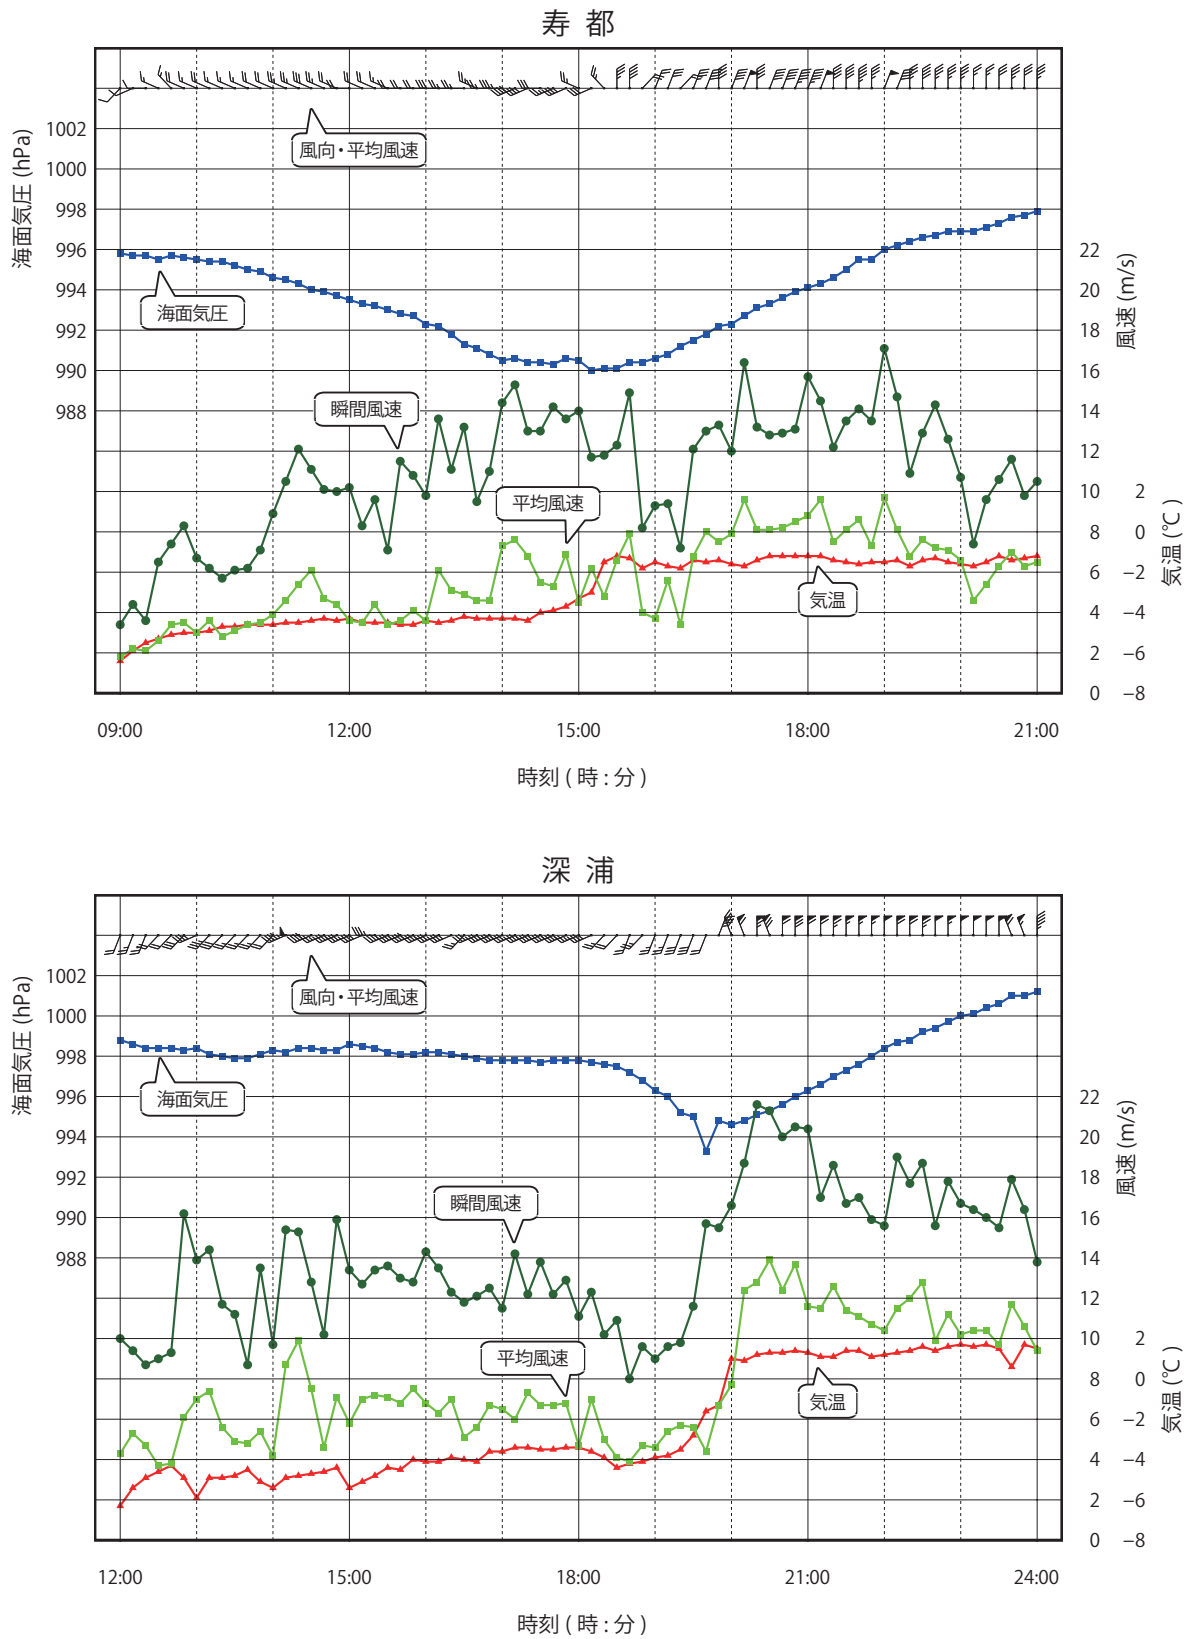 寿 都
海面気圧 (hPa)
1002
1000
998
996
994
992
990
988
風向・平均風速
海面気圧
瞬間風速
平均風速
気温
22
20
18
16
14
12
10
8
6
4
2
0
風速 (m/s)
2
0
−2
−4
−6
−8
気温 (℃)
09:00 12:00 15:00 18:00 21:00
時刻 ( 時 : 分 )
深 浦
海面気圧 (hPa)
1002
1000
998
996
994
992
990
988
風向・平均風速
海面気圧
瞬間風速
平均風速
気温
22
20
18
16
14
12
10
8
6
4
2
0
風速 (m/s)
2
0
−2
−4
−6
−8
気温 (℃)
12:00 15:00 18:00 21:00 24:00
時刻 ( 時 : 分 )